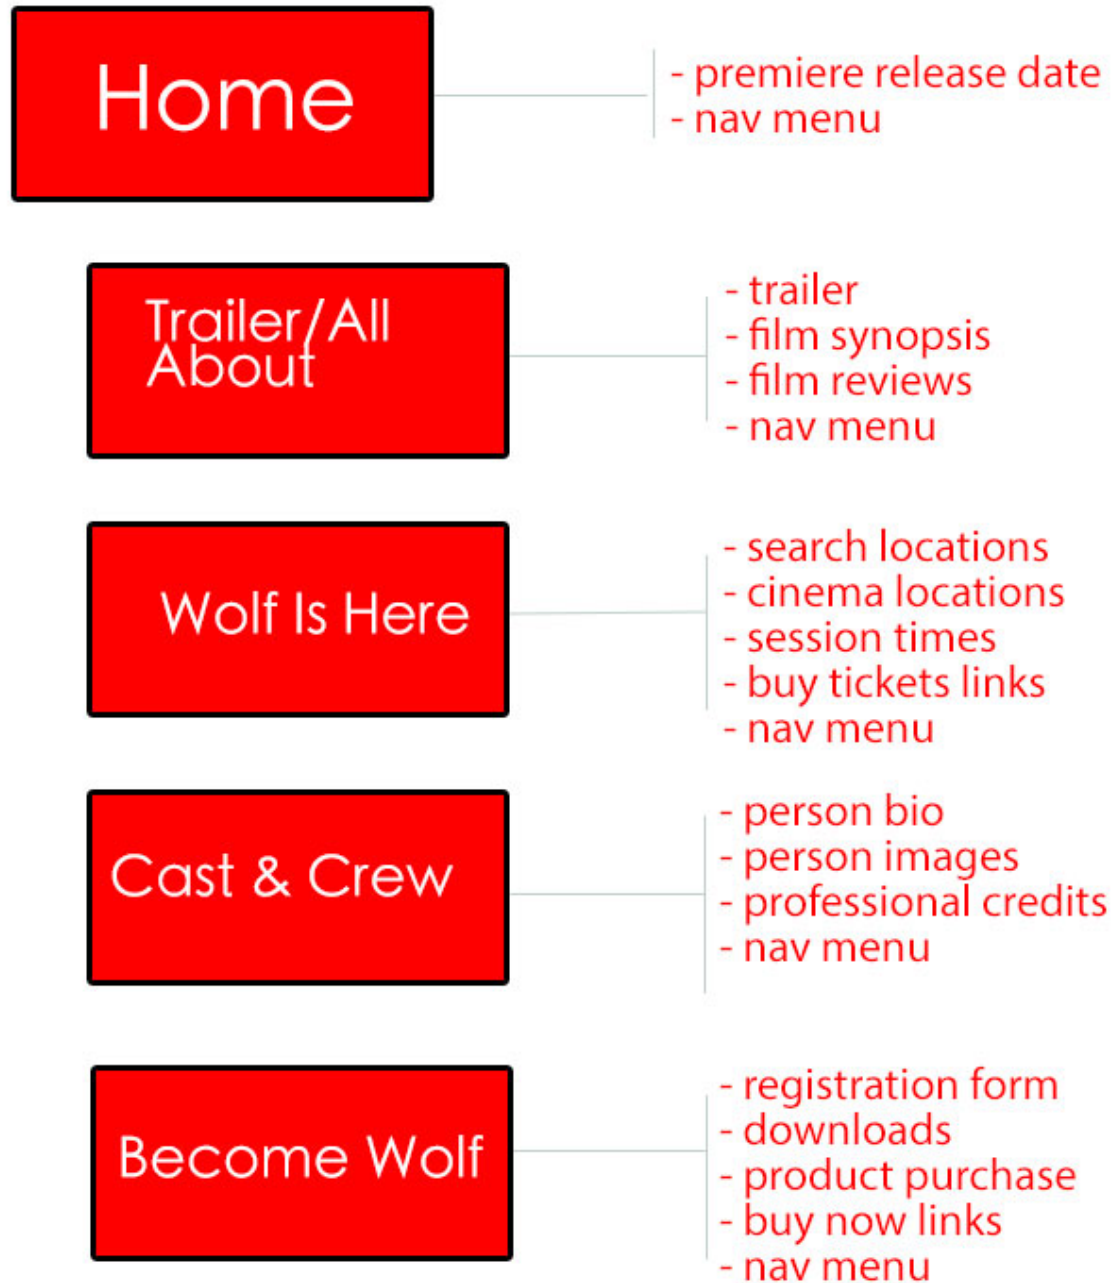 Home
- premiere release date
- nav menu
Trailer/All
About
- trailer
- film synopsis
- film reviews
- nav menu
Wolf Is Here
- search locations
- cinema locations
- session times
- buy tickets links
- nav menu
Cast & Crew
- person bio
- person images
- professional credits
- nav menu
Become Wolf
- registration form
- downloads
- product purchase
- buy now links
- nav menu